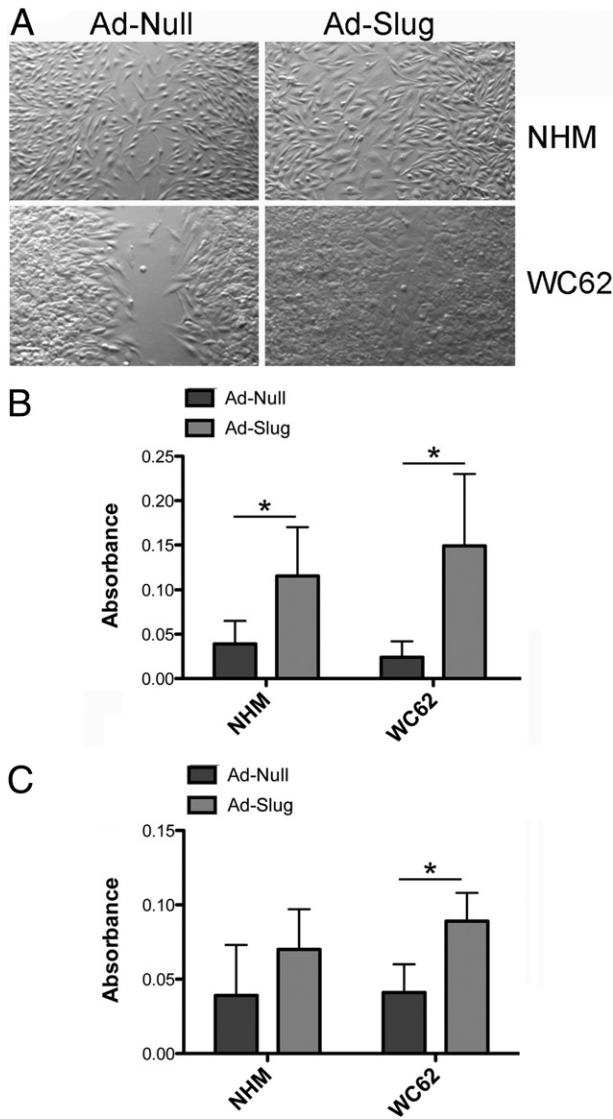 A
Ad-Null Ad-Slug
NHM
WC62
B
Ad-Null
Ad-Slug
Absorbance
0.25
0.20
0.15
0.10
0.05
0.00
*
*
NHM
WC62
C
Ad-Null
Ad-Slug
Absorbance
0.15
0.10
0.05
0.00
*
NHM
WC62